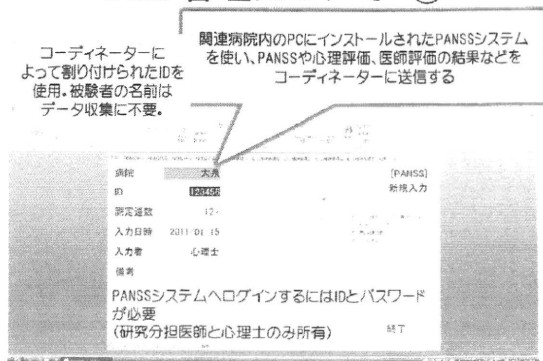 コーディネーターに
よって割り付けられたIDを
使用。被験者の名前は
データ収集に不要。
関連病院内のPCにインストールされたPANSSシステム
を使い、PANSSや心理評価、医師評価の結果などを
コーディネーターに送信する
病院 大泉
[PANSS]
ID 123456
新規入力
測定週数 12
入力日時 2011/01/15
入力者 心理士
備考
PANSSシステムへログインするにはIDとパスワード
が必要
(研究分担医師と心理士のみ所有)
終了